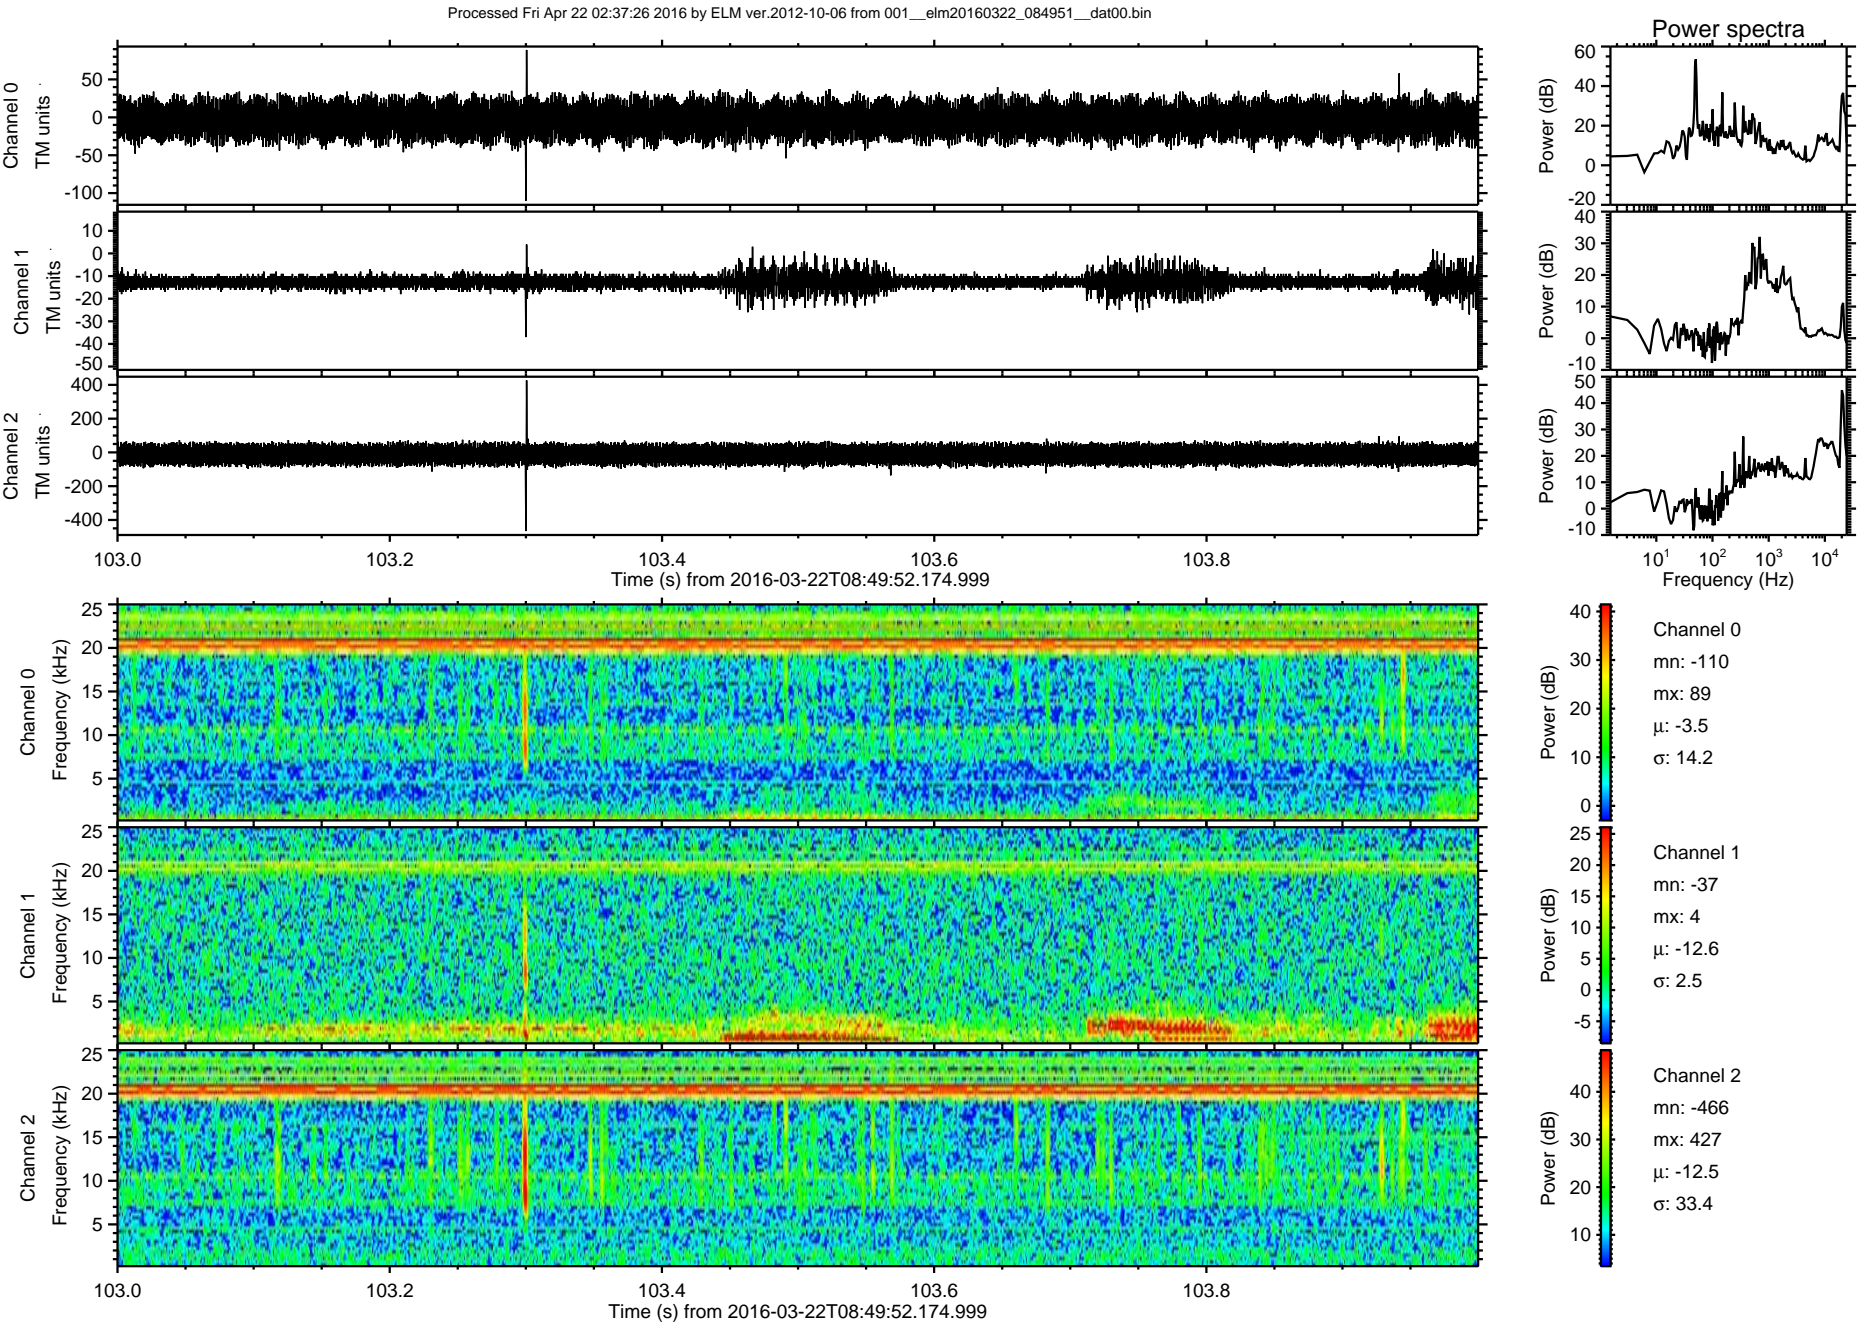 Processed Fri Apr 22 02:37:26 2016 by ELM ver.2012-10-06 from 001__elm20160322_084951__dat00.bin
Power spectra
Channel 0
TM units
50
0
-50
-100
Power (dB)
60
40
20
0
-20
Channel 1
TM units
10
0
-10
-20
-30
-40
-50
Power (dB)
40
30
20
10
0
-10
Channel 2
TM units
400
200
0
-200
-400
Power (dB)
50
40
30
20
10
0
-10
103.0 103.2 103.4 103.6 103.8
Time (s) from 2016-03-22T08:49:52.174.999
10^1 10^2 10^3 10^4
Frequency (Hz)
Channel 0
Frequency (kHz)
25
20
15
10
5
Power (dB)
40
30
20
10
0
Channel 0
mn: -110
mx: 89
μ: -3.5
σ: 14.2
Channel 1
Frequency (kHz)
25
20
15
10
5
Power (dB)
25
20
15
10
5
0
-5
Channel 1
mn: -37
mx: 4
μ: -12.6
σ: 2.5
Channel 2
Frequency (kHz)
25
20
15
10
5
Power (dB)
40
30
20
10
Channel 2
mn: -466
mx: 427
μ: -12.5
σ: 33.4
103.0 103.2 103.4 103.6 103.8
Time (s) from 2016-03-22T08:49:52.174.999